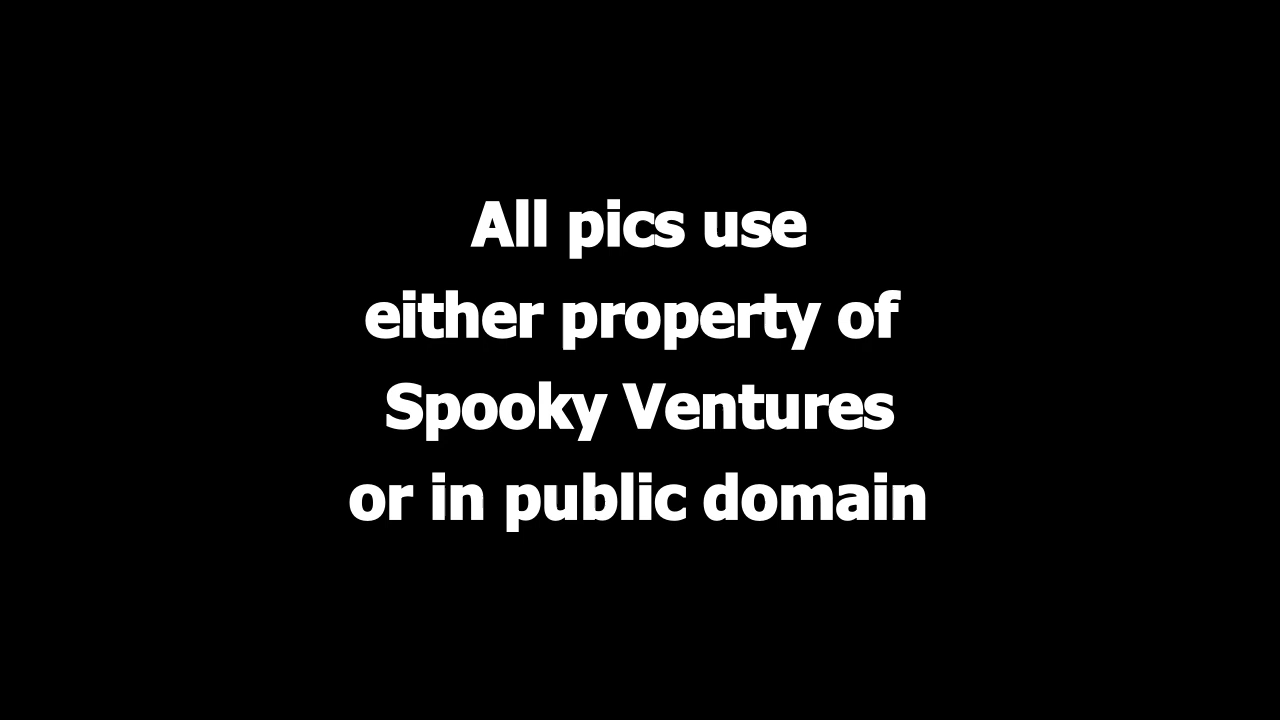 All pics use
either property of
Spooky Ventures
or in public domain